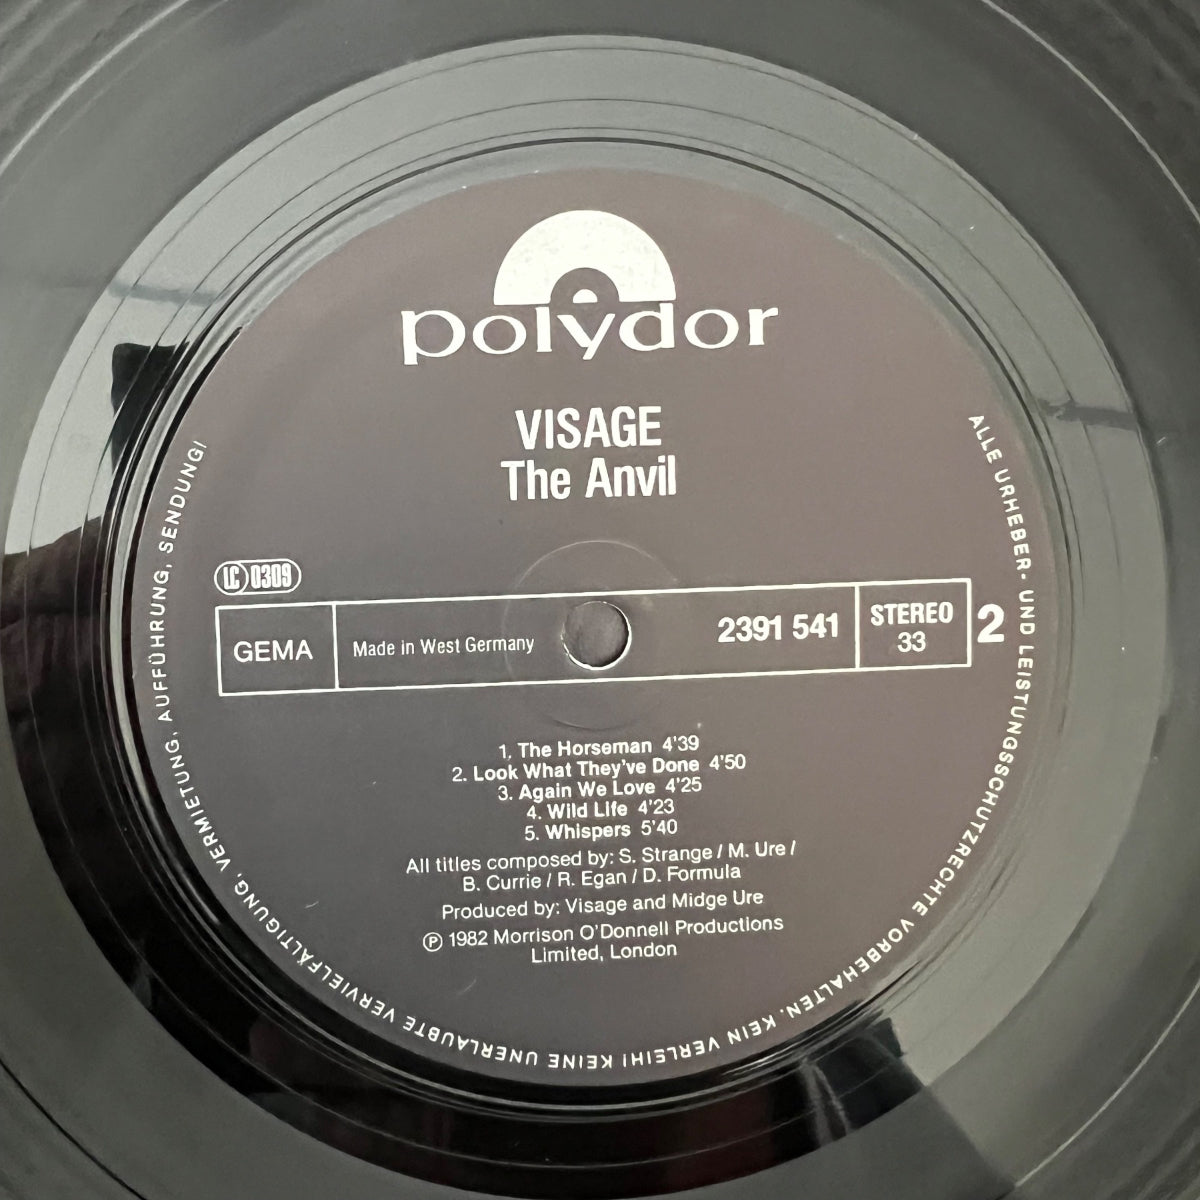 polydor
VISAGE
The Anvil
LC 0309
GEMA
Made in West Germany
2391 541
STEREO
33
2
1. The Horseman 4'39
2. Look What They've Done 4'50
3. Again We Love 4'25
4. Wild Life 4'23
5. Whispers 5'40
All titles composed by: S. Strange / M. Ure /
B. Currie / R. Egan / D. Formula
Produced by: Visage and Midge Ure
℗ 1982 Morrison O'Donnell Productions
Limited, London
ALLE URHEBER- UND LEISTUNGSSCHUTZRECHTE VORBEHALTEN. KEIN VERLEIH! KEINE UNERLAUBTE VERVIELFÄLTIGUNG, VERMIETUNG, AUFFÜHRUNG, SENDUNG!